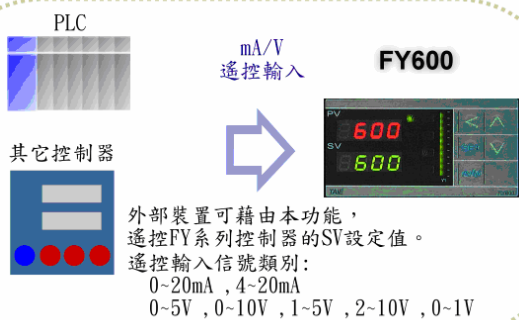 PLC
mA/V
遙控輸入
FY600
PV
600
SV
600
TAIE
其它控制器
外部裝置可藉由本功能，
遙控FY系列控制器的SV設定值。
遙控輸入信號類別:
0~20mA ,4~20mA
0~5V ,0~10V ,1~5V ,2~10V ,0~1V